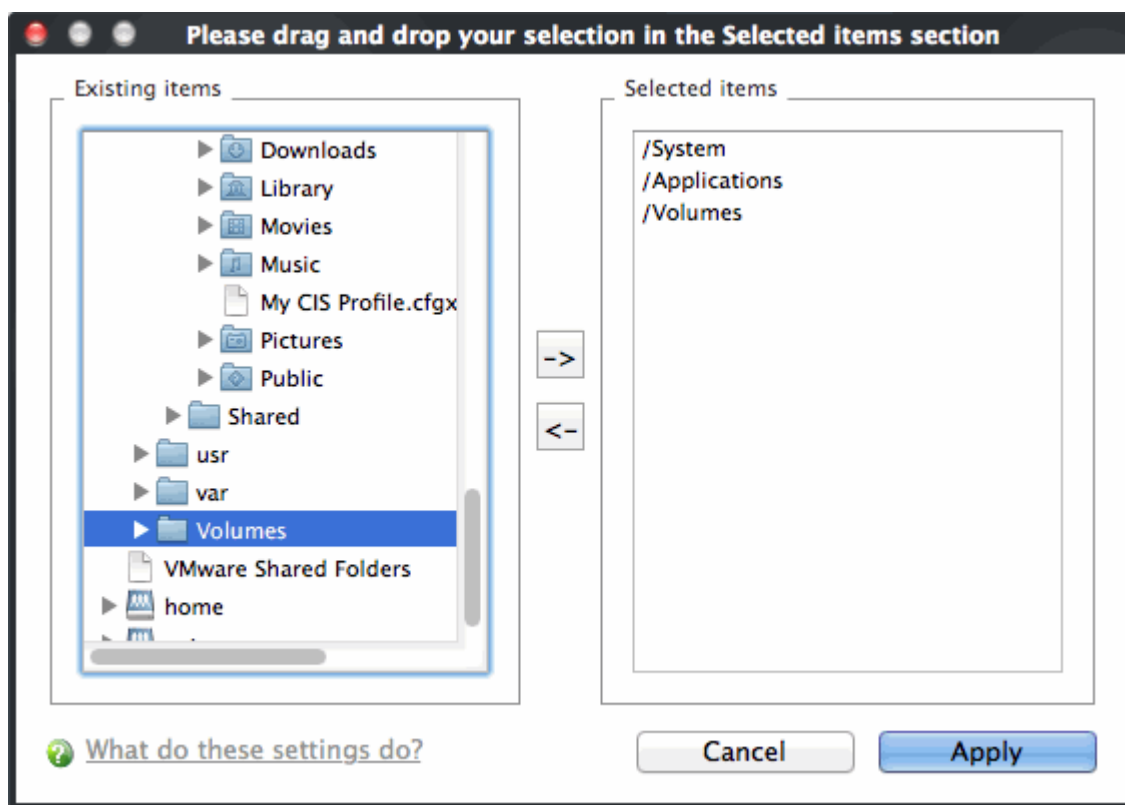 Please drag and drop your selection in the Selected items section
Existing items
Downloads
Library
Movies
Music
My CIS Profile.cfgx
Pictures
Public
Shared
usr
var
Volumes
VMware Shared Folders
home
->
<-
Selected items
/System
/Applications
/Volumes
What do these settings do?
Cancel
Apply